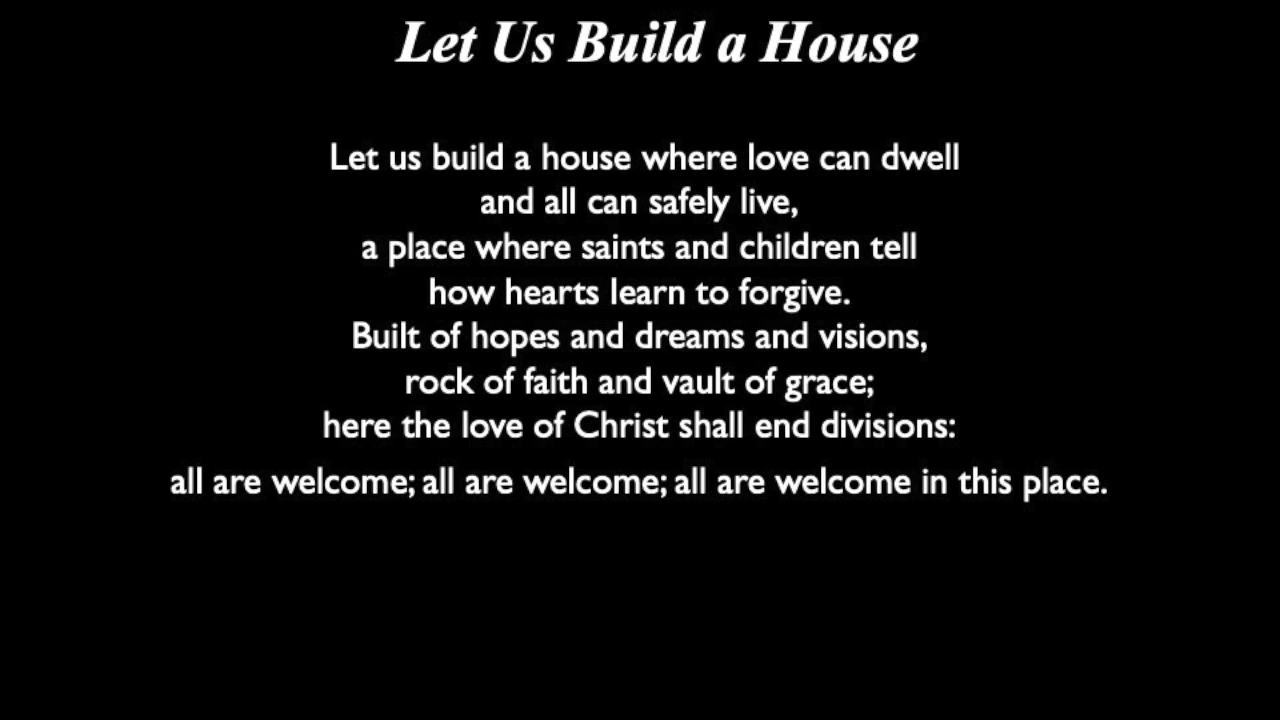 Let Us Build a House
Let us build a house where love can dwell
and all can safely live,
a place where saints and children tell
how hearts learn to forgive.
Built of hopes and dreams and visions,
rock of faith and vault of grace;
here the love of Christ shall end divisions:
all are welcome; all are welcome; all are welcome in this place.